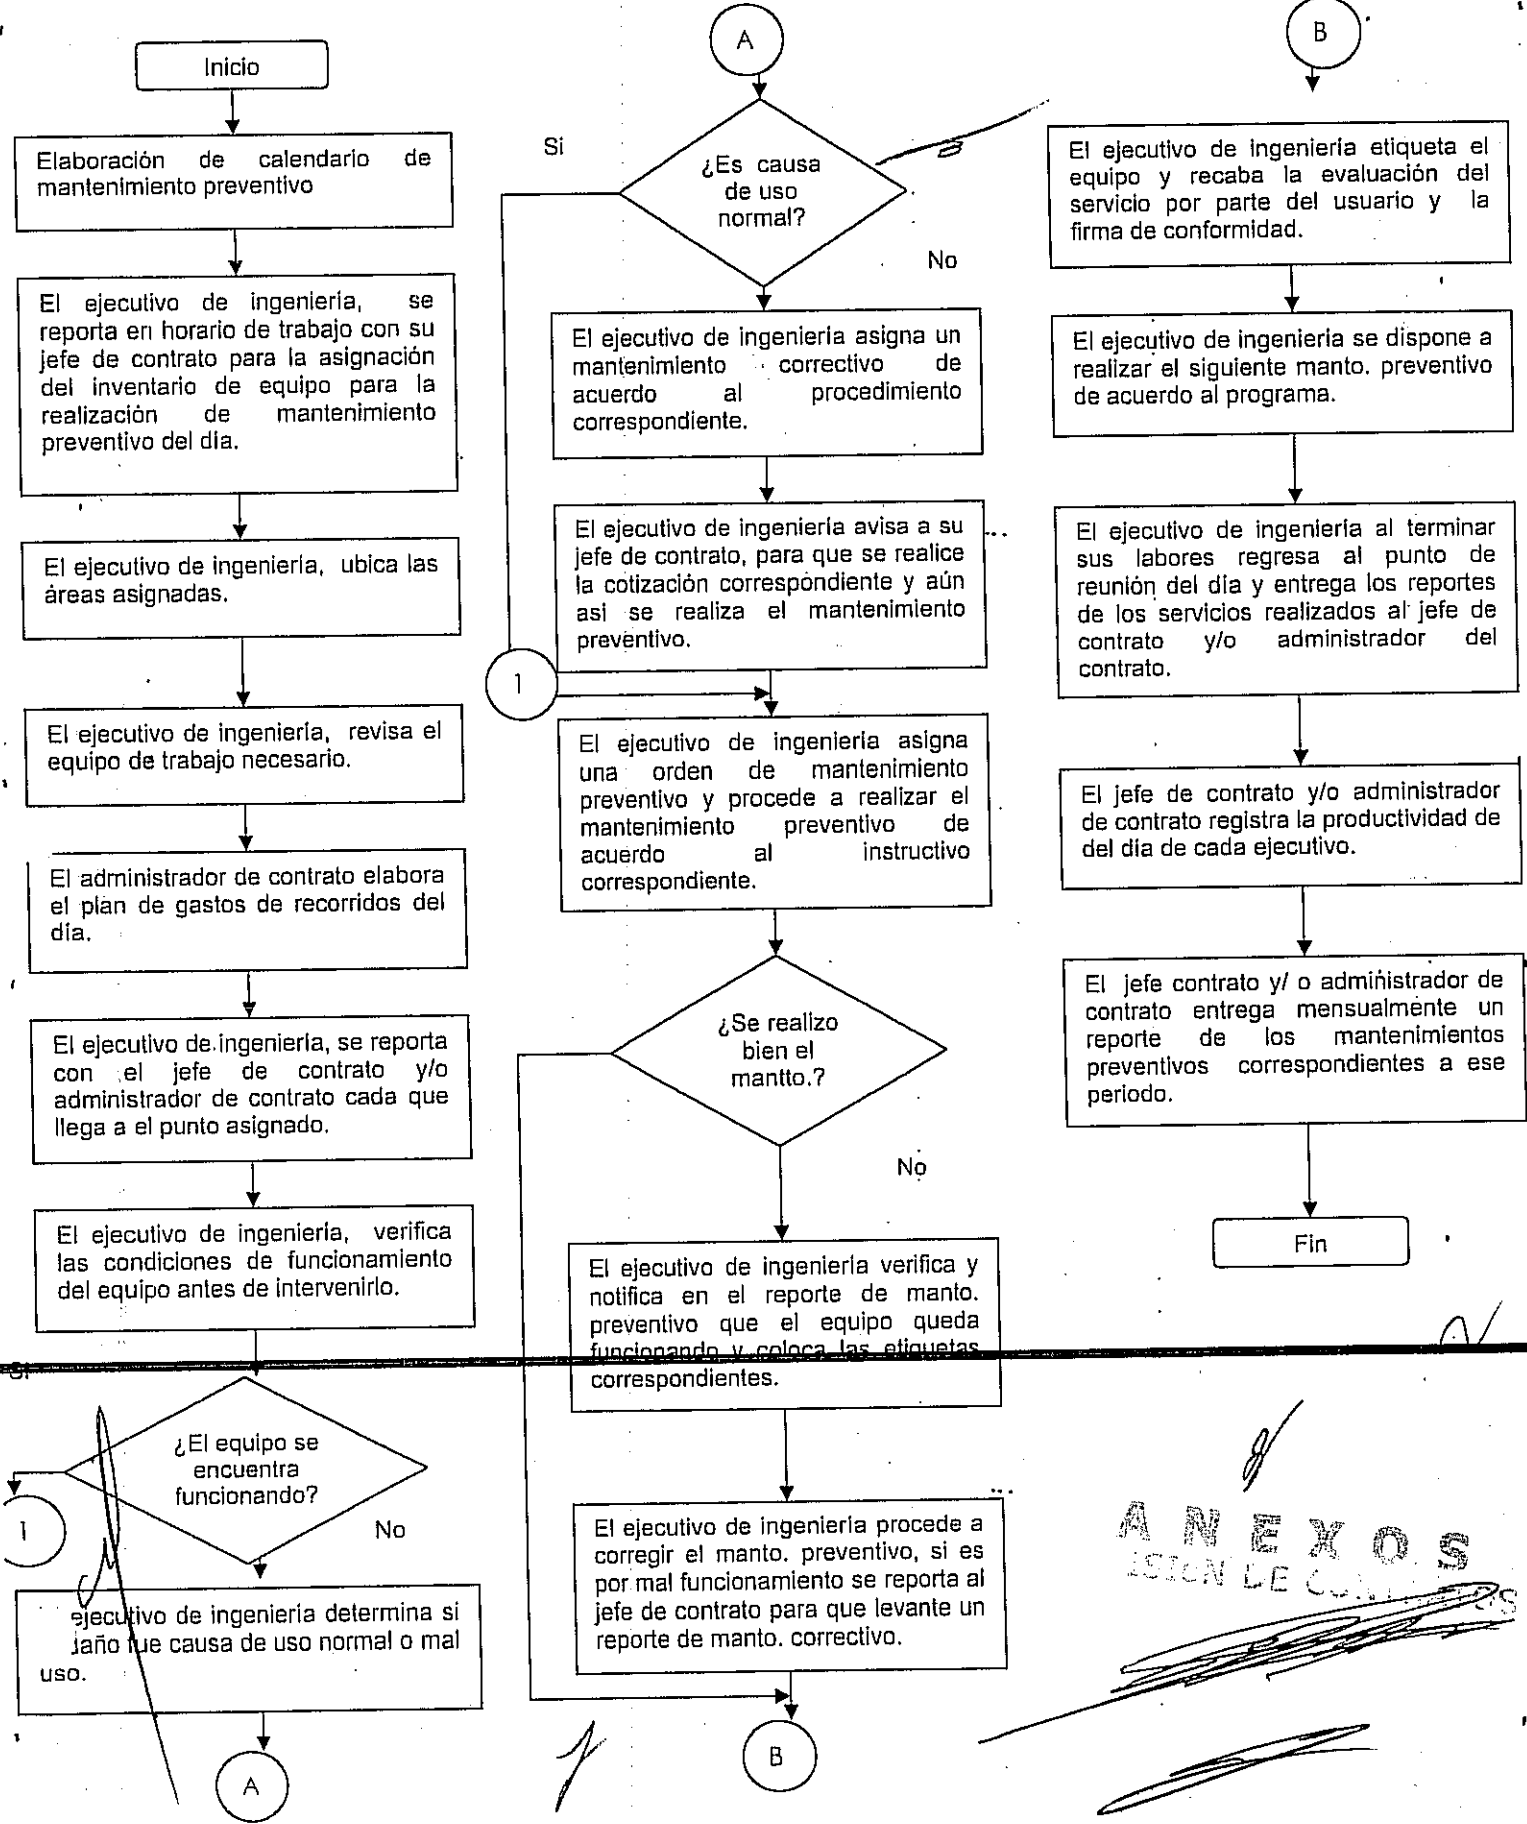 Inicio
Elaboración de calendario de
mantenimiento preventivo
El ejecutivo de ingeniería, se
reporta en horario de trabajo con su
jefe de contrato para la asignación
del inventario de equipo para la
realización de mantenimiento
preventivo del día.
El ejecutivo de ingeniería, ubica las
áreas asignadas.
El ejecutivo de ingeniería, revisa el
equipo de trabajo necesario.
El administrador de contrato elabora
el plan de gastos de recorridos del
día.
El ejecutivo de ingeniería, se reporta
con el jefe de contrato y/o
administrador de contrato cada que
llega a el punto asignado.
El ejecutivo de ingeniería, verifica
las condiciones de funcionamiento
del equipo antes de intervenirlo.
Si
¿El equipo se
encuentra
funcionando?
1
No
ejecutivo de ingeniería determina si
daño fue causa de uso normal o mal
uso.
A
A
Si
¿Es causa
de uso
normal?
No
El ejecutivo de ingeniería asigna un
mantenimiento correctivo de
acuerdo al procedimiento
correspondiente.
El ejecutivo de ingeniería avisa a su
jefe de contrato, para que se realice
la cotización correspondiente y aún
asi se realiza el mantenimiento
preventivo.
1
El ejecutivo de ingeniería asigna
una orden de mantenimiento
preventivo y procede a realizar el
mantenimiento preventivo de
acuerdo al instructivo
correspondiente.
¿Se realizo
bien el
mantto.?
No
El ejecutivo de ingeniería verifica y
notifica en el reporte de manto.
preventivo que el equipo queda
funcionando y coloca las etiquetas
correspondientes.
El ejecutivo de ingeniería procede a
corregir el manto. preventivo, si es
por mal funcionamiento se reporta al
jefe de contrato para que levante un
reporte de manto. correctivo.
B
B
El ejecutivo de ingeniería etiqueta el
equipo y recaba la evaluación del
servicio por parte del usuario y la
firma de conformidad.
El ejecutivo de ingeniería se dispone a
realizar el siguiente manto. preventivo
de acuerdo al programa.
El ejecutivo de ingeniería al terminar
sus labores regresa al punto de
reunión del día y entrega los reportes
de los servicios realizados al jefe de
contrato y/o administrador del
contrato.
El jefe de contrato y/o administrador
de contrato registra la productividad de
del día de cada ejecutivo.
El jefe contrato y/ o administrador de
contrato entrega mensualmente un
reporte de los mantenimientos
preventivos correspondientes a ese
periodo.
Fin
ANEXOS
DE